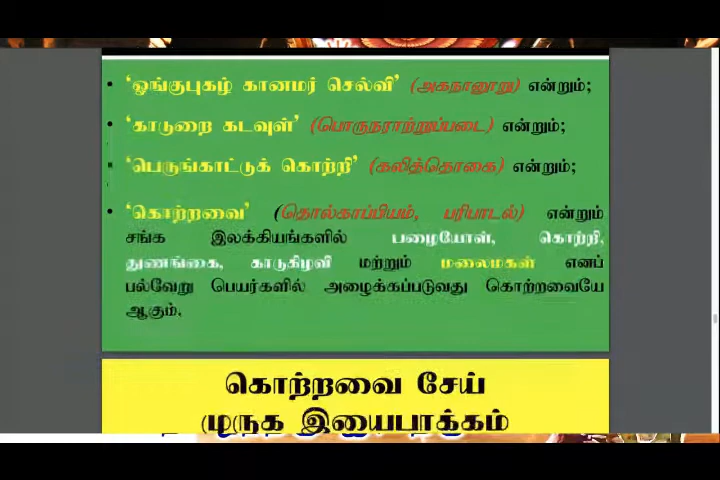 • ‘ஓங்குபுகழ் கானமர் செல்வி’ (அகநானூறு) என்றும்;
• ‘காடுறை கடவுள்’ (பொருநராற்றுப்படை) என்றும்;
• ‘பெருங்காட்டுக் கொற்றி’ (கலித்தொகை) என்றும்;
• ‘கொற்றவை’ (தொல்காப்பியம், பரிபாடல்) என்றும்
சங்க இலக்கியங்களில் பழையோள், கொற்றி,
துணங்கை, காடுகிழவி மற்றும் மலைமகள் எனப்
பல்வேறு பெயர்களில் அழைக்கப்படுவது கொற்றவையே
ஆகும்.
கொற்றவை சேய்